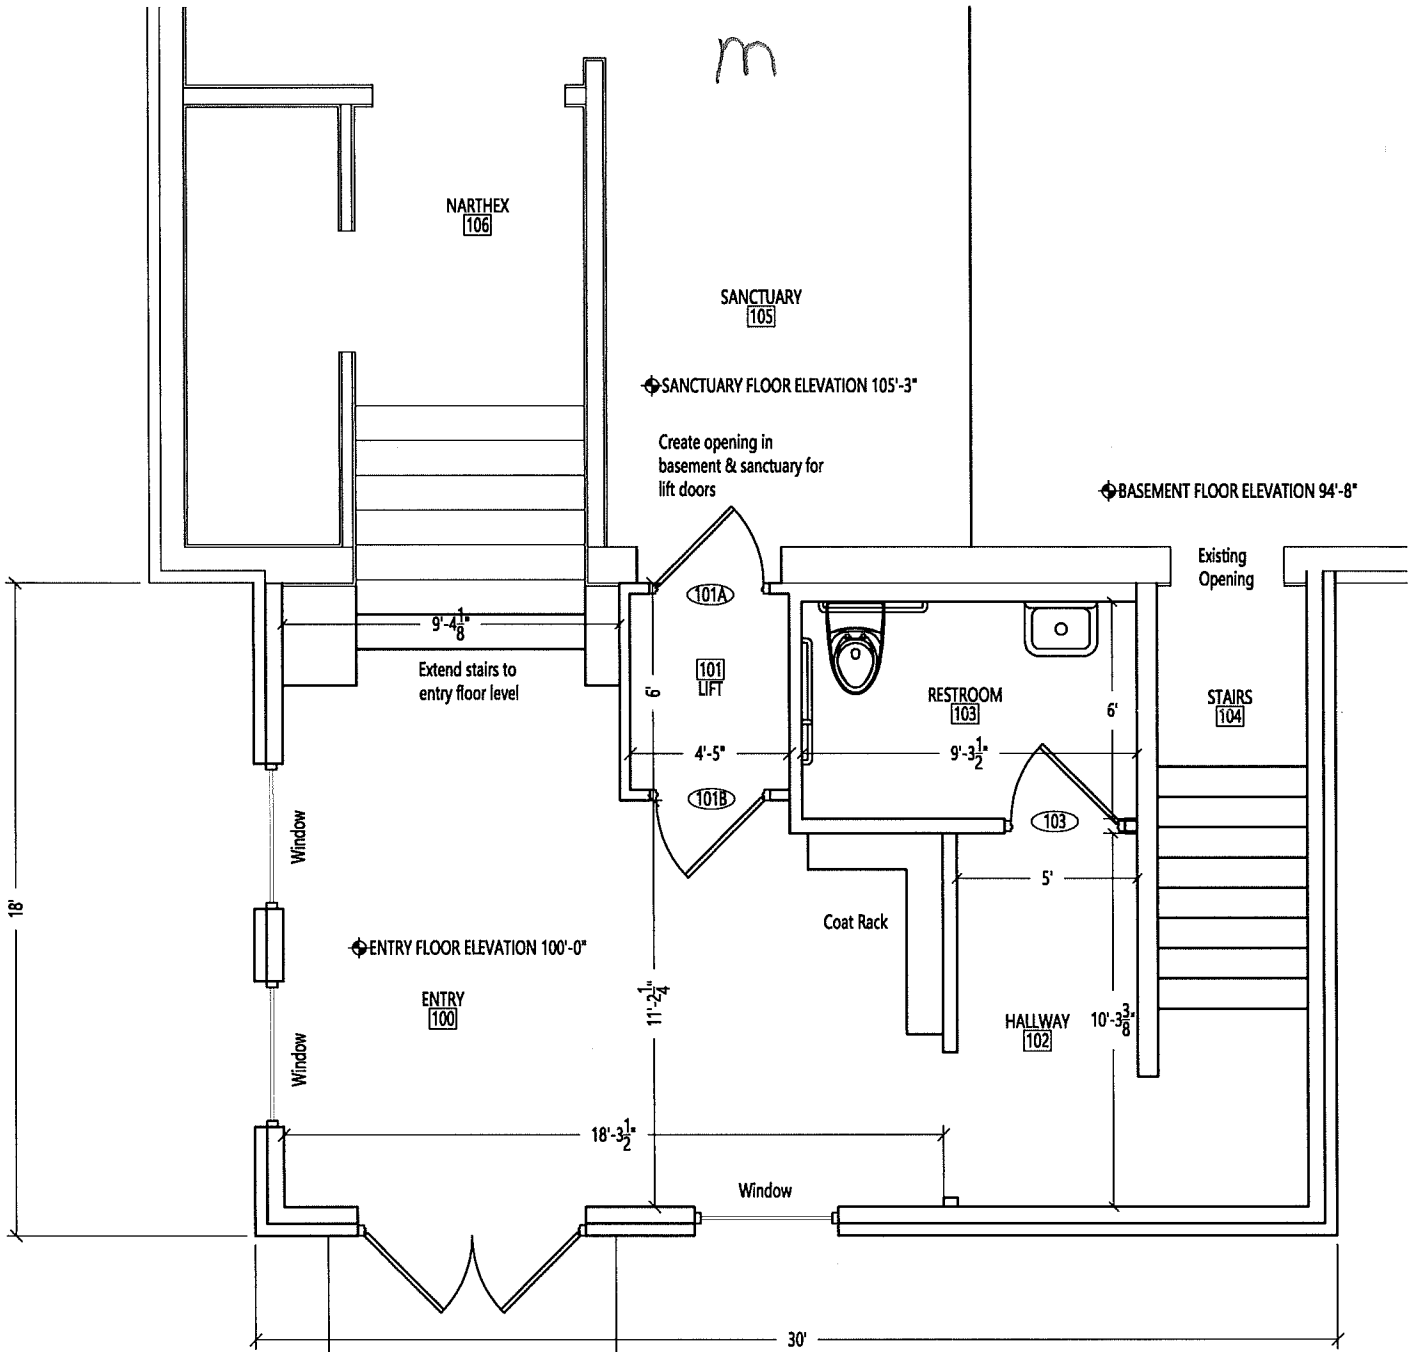 m
NARTHEX
106
SANCTUARY
105
SANCTUARY FLOOR ELEVATION 105'-3"
Create opening in
basement & sanctuary for
lift doors
BASEMENT FLOOR ELEVATION 94'-8"
Existing
Opening
101A
9'-4 1/8"
Extend stairs to
entry floor level
101
LIFT
6'
RESTROOM
103
6'
STAIRS
104
4'-5"
9'-3 1/2"
101B
103
Window
5'
18'
Coat Rack
ENTRY FLOOR ELEVATION 100'-0"
ENTRY
100
11'-2 1/4"
HALLWAY
102
10'-3 3/8"
Window
18'-3 1/2"
Window
30'